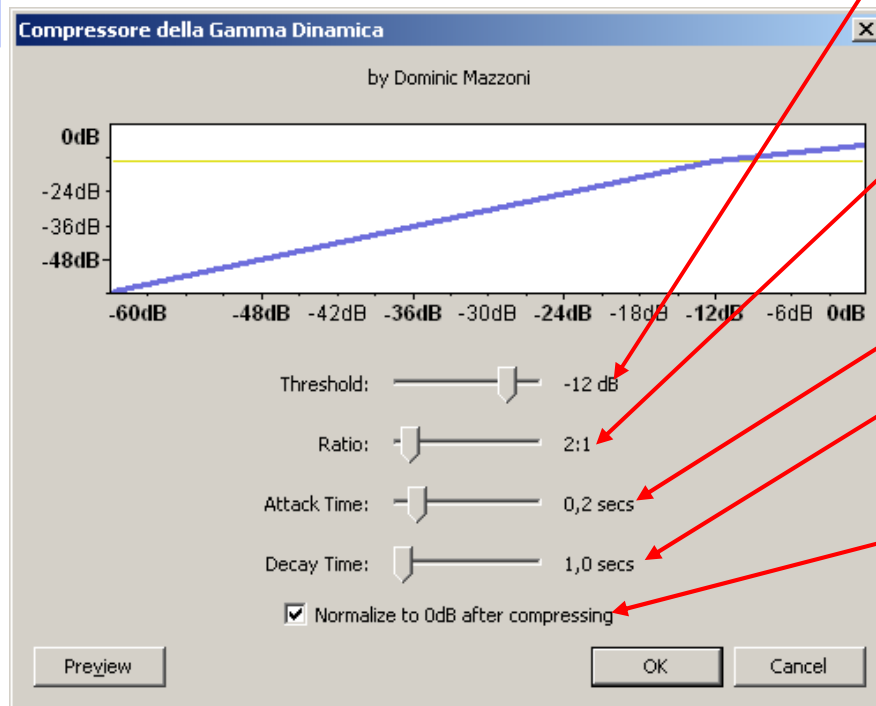 Compressore della Gamma Dinamica
by Dominic Mazzoni
0dB
-24dB
-36dB
-48dB
-60dB -48dB -42dB -36dB -30dB -24dB -18dB -12dB -6dB 0dB
Threshold: -12 dB
Ratio: 2:1
Attack Time: 0,2 secs
Decay Time: 1,0 secs
Normalize to 0dB after compressing
Preview OK Cancel